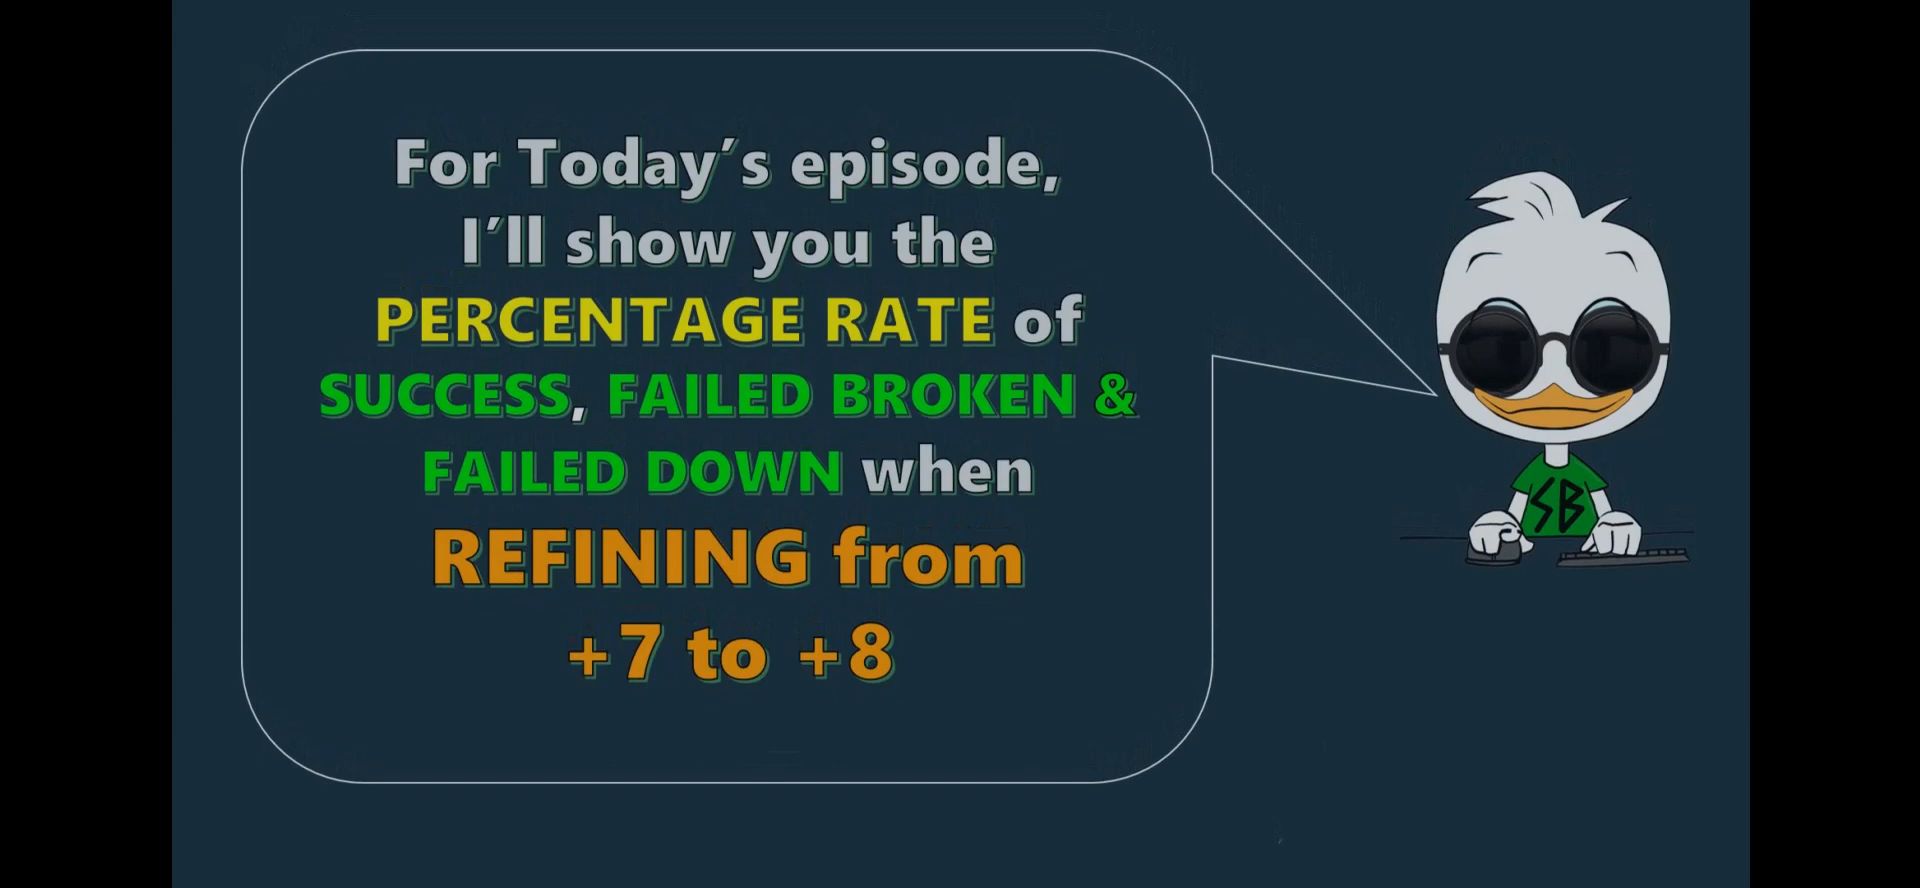 For Today's episode,
I'll show you the
PERCENTAGE RATE of
SUCCESS, FAILED BROKEN &
FAILED DOWN when
REFINING from
+7 to +8
SB